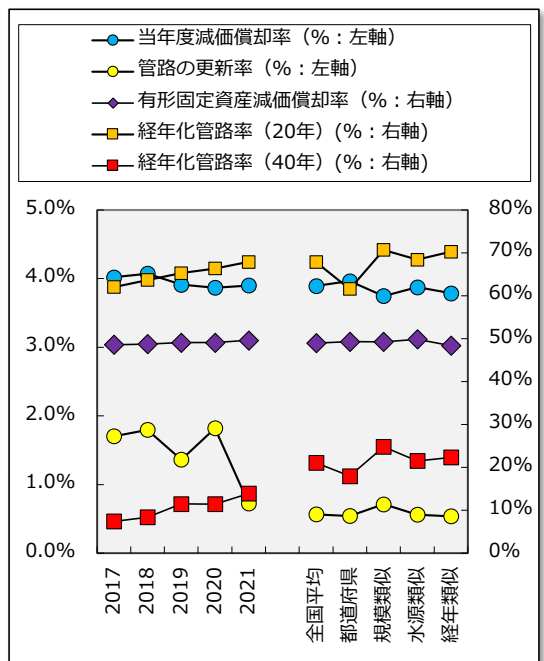 当年度減価償却率（%：左軸）
管路の更新率（%：左軸）
有形固定資産減価償却率（%：右軸）
経年化管路率（20年）(%：右軸)
経年化管路率（40年）(%：右軸)
5.0%
4.0%
3.0%
2.0%
1.0%
0.0%
80%
70%
60%
50%
40%
30%
20%
10%
0%
2017
2018
2019
2020
2021
全国平均
都道府県
規模類似
水源類似
経年類似